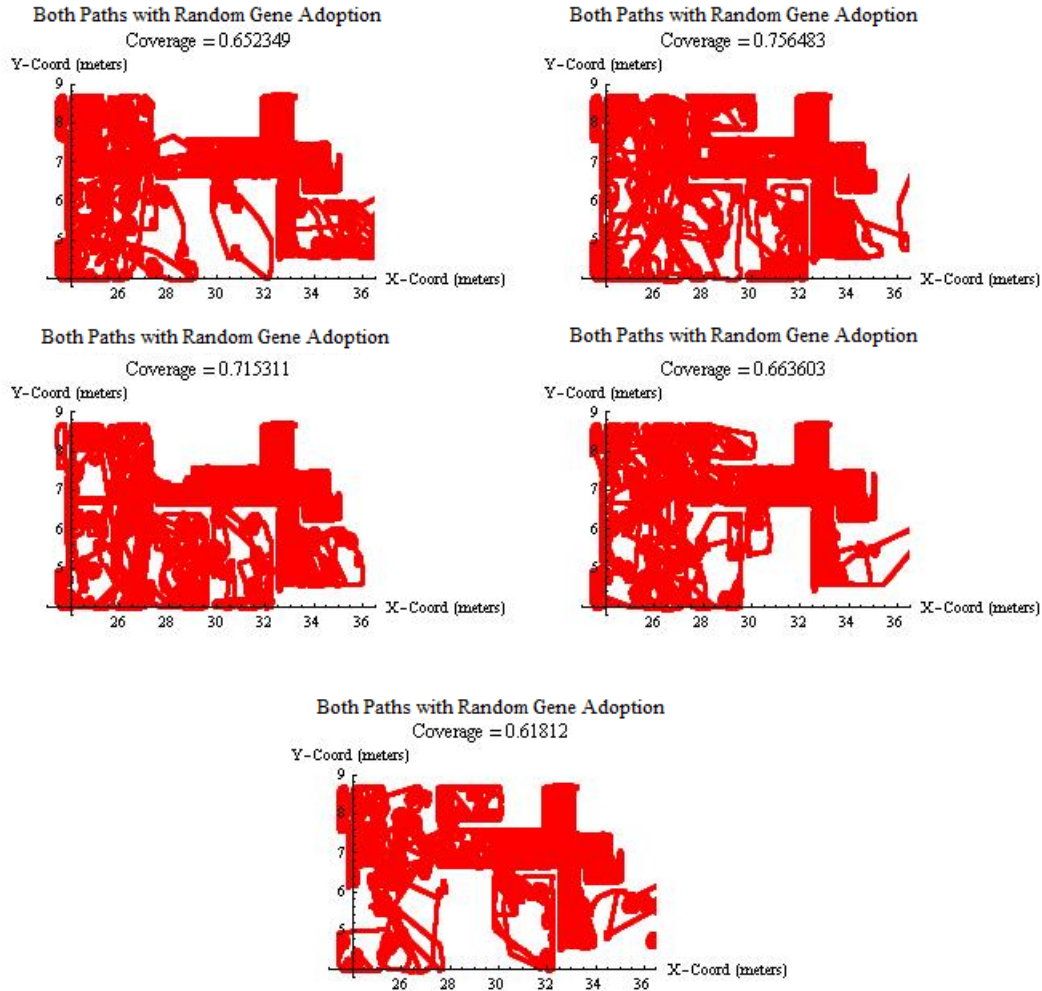 Both Paths with Random Gene Adoption
Coverage = 0.652349
Y-Coord (meters)
9
8
7
6
5
26 28 30 32 34 36
X-Coord (meters)
Both Paths with Random Gene Adoption
Coverage = 0.756483
Y-Coord (meters)
9
8
7
6
5
26 28 30 32 34 36
X-Coord (meters)
Both Paths with Random Gene Adoption
Coverage = 0.715311
Y-Coord (meters)
9
8
7
6
5
26 28 30 32 34 36
X-Coord (meters)
Both Paths with Random Gene Adoption
Coverage = 0.663603
Y-Coord (meters)
9
8
7
6
5
26 28 30 32 34 36
X-Coord (meters)
Both Paths with Random Gene Adoption
Coverage = 0.61812
Y-Coord (meters)
9
8
7
6
5
26 28 30 32 34 36
X-Coord (meters)